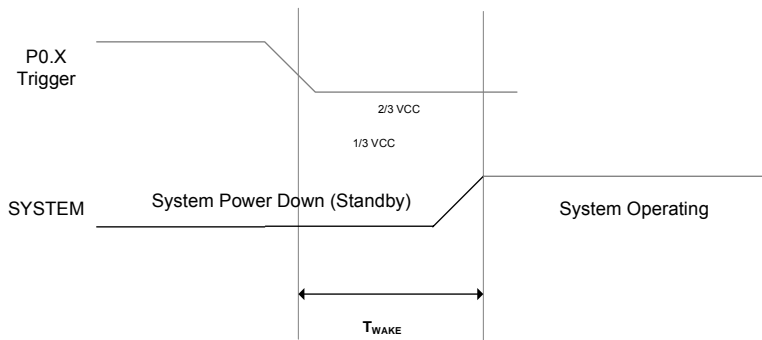 P0.X
Trigger
2/3 VCC
1/3 VCC
SYSTEM
System Power Down (Standby)
System Operating
TWAKE